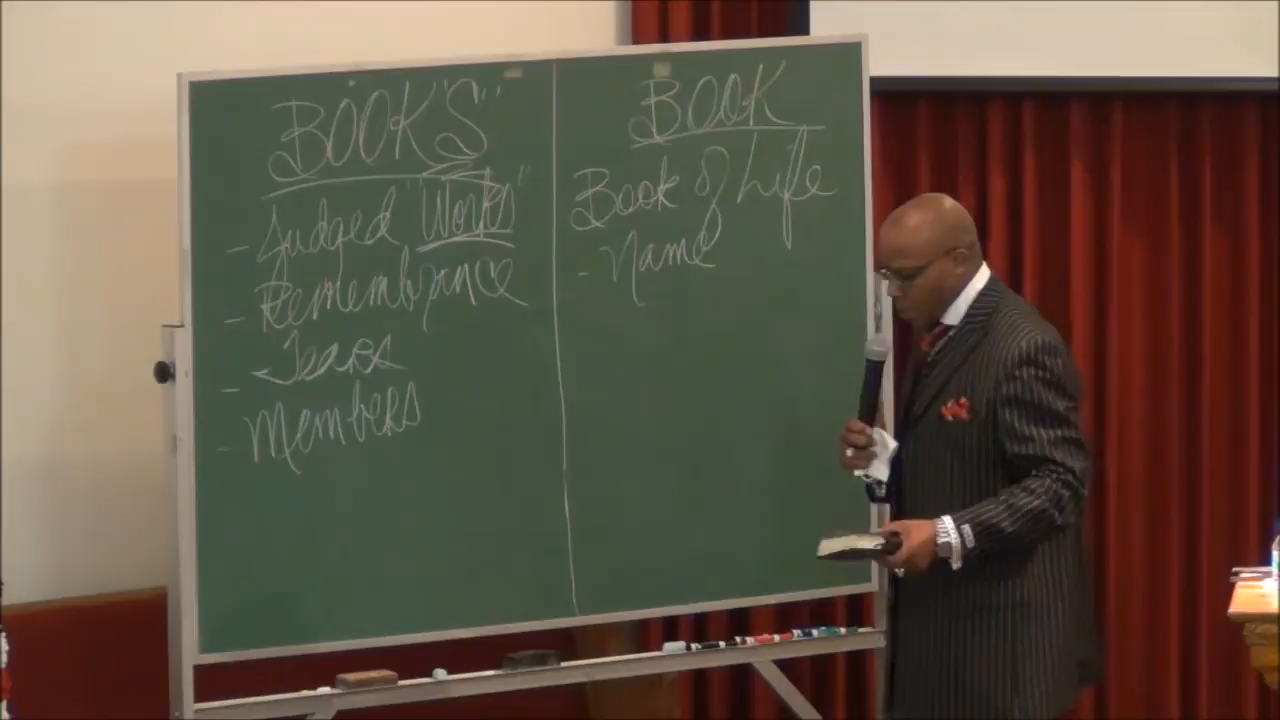 BOOK"S"
- Judged "Works"
- Remembrance
- Tears
- Members
BOOK
Book of Life
- Name